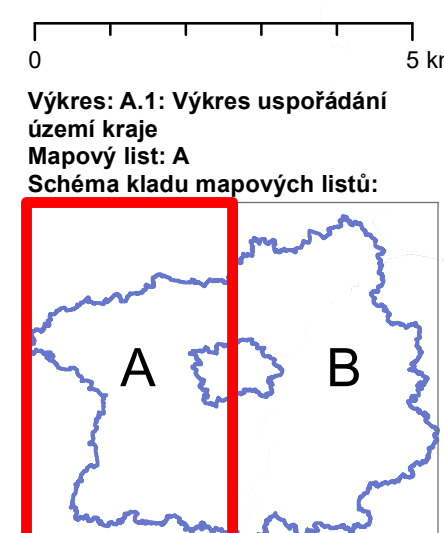 0 5 km
Výkres: A.1: Výkres uspořádání
území kraje
Mapový list: A
Schéma kladu mapových listů:
A B